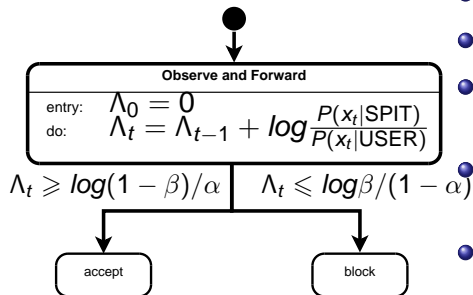 Observe and Forward
entry: Λ₀ = 0
do: Λₜ = Λₜ₋₁ + log P(xₜ|SPIT)/P(xₜ|USER)
Λₜ ⩾ log(1 − β)/α Λₜ ⩽ logβ/(1 − α)
accept block